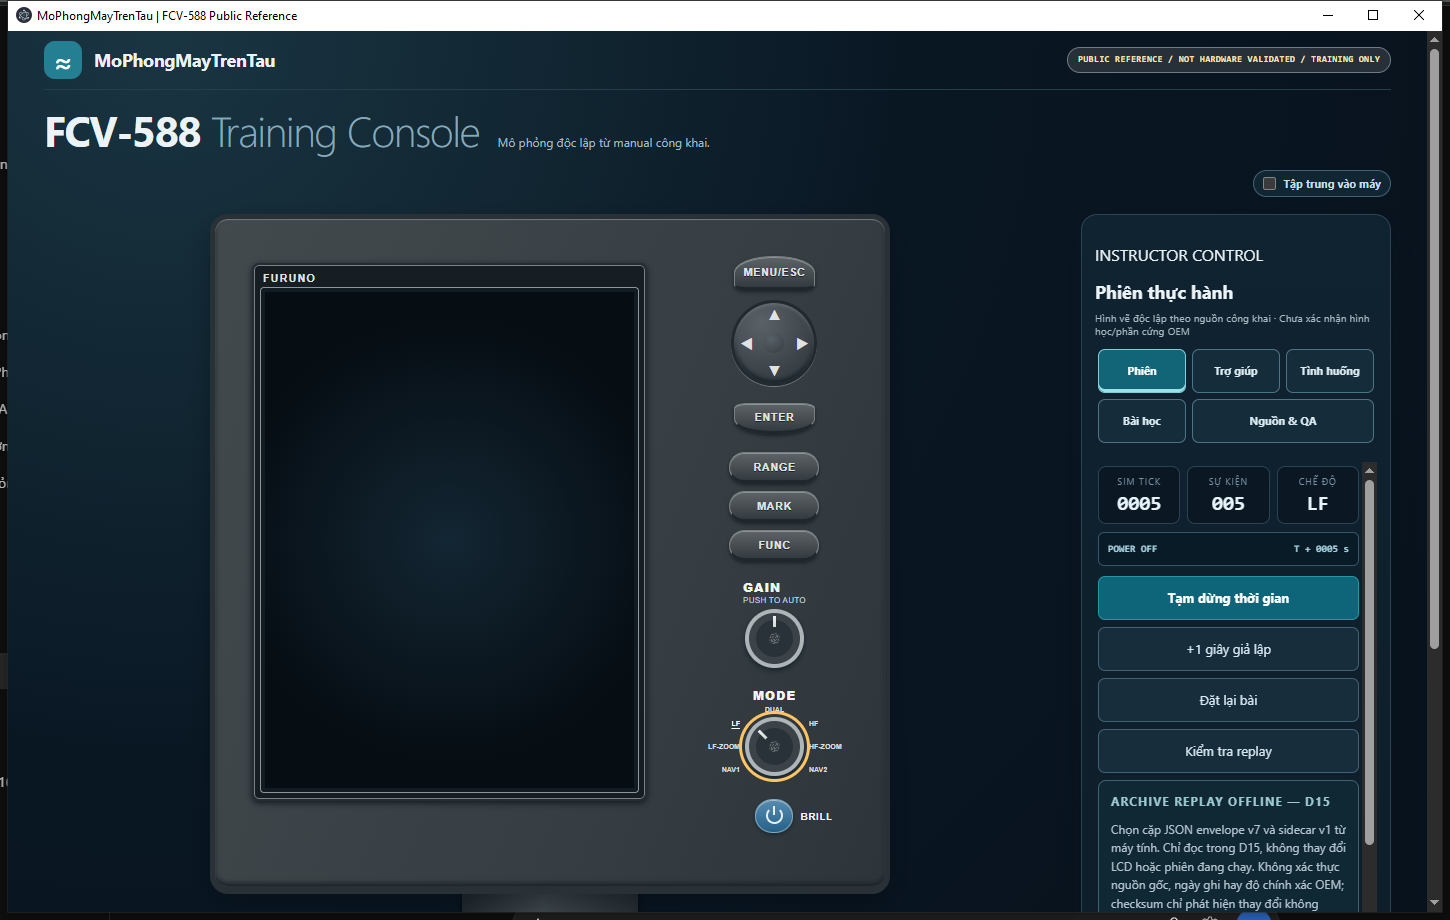 MoPhongMayTrenTau | FCV-588 Public Reference
MoPhongMayTrenTau
PUBLIC REFERENCE / NOT HARDWARE VALIDATED / TRAINING ONLY
FCV-588 Training Console Mô phỏng độc lập từ manual công khai.
Tập trung vào máy
FURUNO
MENU/ESC
ENTER
RANGE
MARK
FUNC
GAIN
PUSH TO AUTO
MODE
DUAL
LF HF
LF-ZOOM HF-ZOOM
NAV1 NAV2
BRILL
INSTRUCTOR CONTROL
Phiên thực hành
Hình vẽ độc lập theo nguồn công khai · Chưa xác nhận hình
học/phần cứng OEM
Phiên Trợ giúp Tình huống
Bài học Nguồn & QA
SIM TICK SỰ KIỆN CHẾ ĐỘ
0005 005 LF
POWER OFF T + 0005 s
Tạm dừng thời gian
+1 giây giả lập
Đặt lại bài
Kiểm tra replay
ARCHIVE REPLAY OFFLINE — D15
Chọn cặp JSON envelope v7 và sidecar v1 từ
máy tính. Chỉ đọc trong D15, không thay đổi
LCD hoặc phiên đang chạy. Không xác thực
nguồn gốc, ngày ghi hay độ chính xác OEM;
checksum chỉ phát hiện thay đổi không